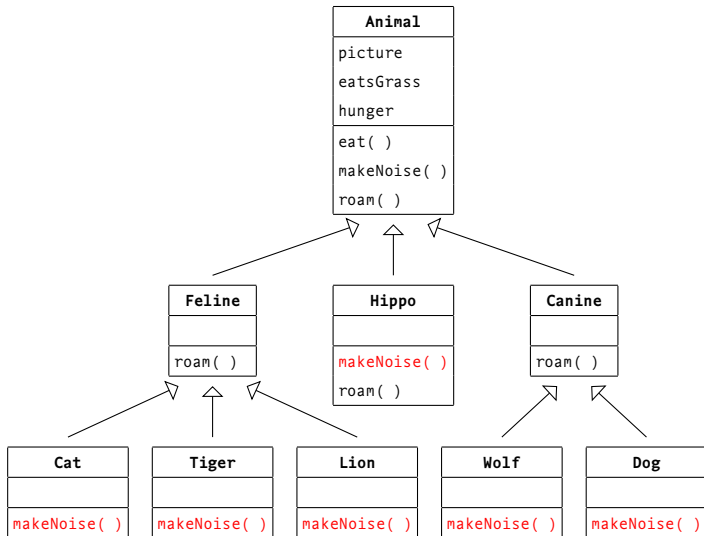 Animal
picture
eatsGrass
hunger
eat( )
makeNoise( )
roam( )
Feline
roam( )
Hippo
makeNoise( )
roam( )
Canine
roam( )
Cat
makeNoise( )
Tiger
makeNoise( )
Lion
makeNoise( )
Wolf
makeNoise( )
Dog
makeNoise( )